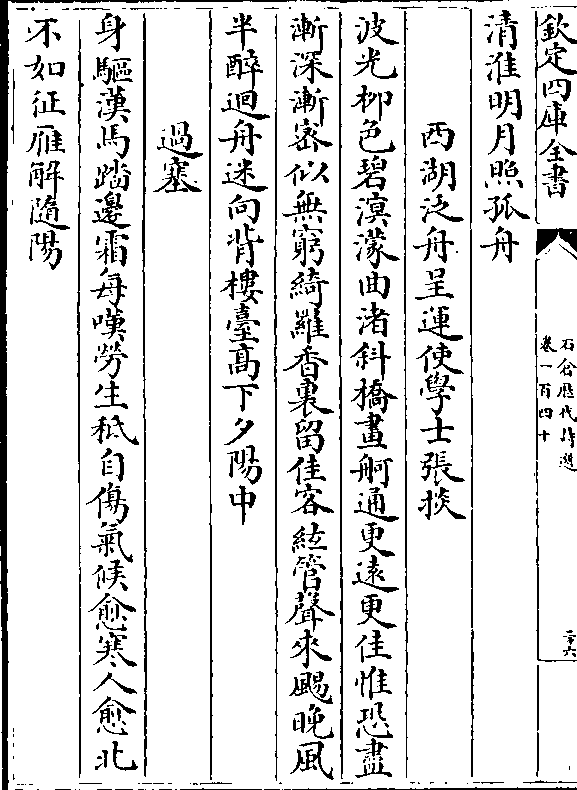 欽定四庫全書
石倉歷代詩選
卷一百四十
二十六
清淮明月照孤舟
西湖泛舟呈運使學士張掞
波光柳色碧溟濛曲渚斜橋畫舸通更遠更佳惟恐盡
漸深漸宻似無窮綺羅香裏留佳客絃管聲來颺晚風
半醉迴舟迷向背樓臺髙下夕陽中
過塞
身驅漢馬踏邊霜每嘆勞生秪自傷氣候愈寒人愈北
不如征雁解隨陽